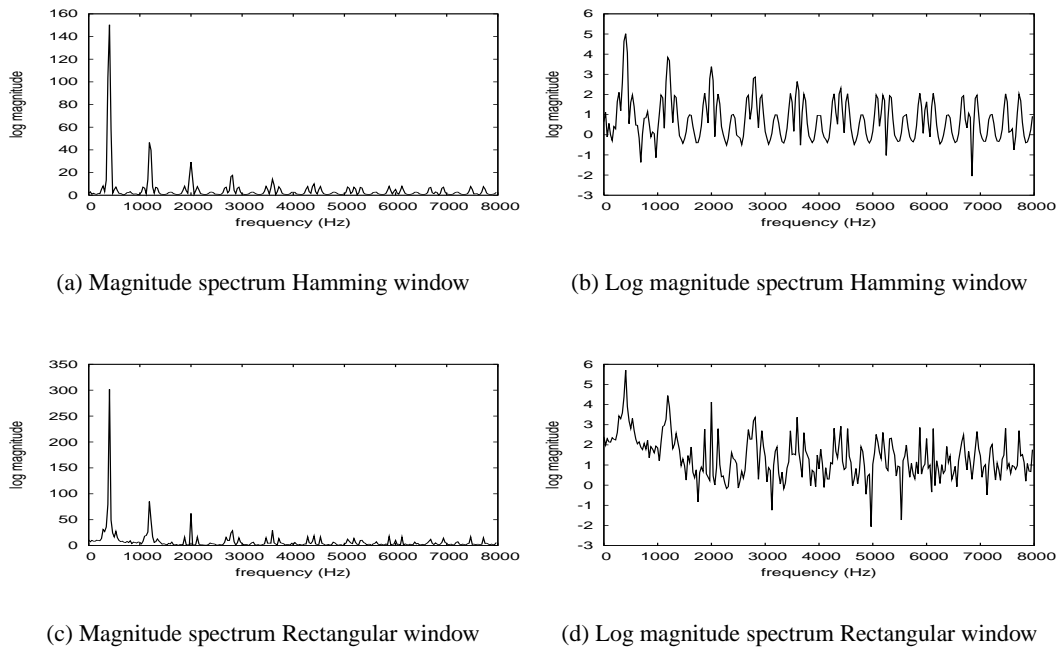 160
140
120
100
80
60
40
20
0
log magnitude
0 1000 2000 3000 4000 5000 6000 7000 8000
frequency (Hz)
(a) Magnitude spectrum Hamming window
6
5
4
3
2
1
0
-1
-2
-3
log magnitude
0 1000 2000 3000 4000 5000 6000 7000 8000
frequency (Hz)
(b) Log magnitude spectrum Hamming window
350
300
250
200
150
100
50
0
log magnitude
0 1000 2000 3000 4000 5000 6000 7000 8000
frequency (Hz)
(c) Magnitude spectrum Rectangular window
6
5
4
3
2
1
0
-1
-2
-3
log magnitude
0 1000 2000 3000 4000 5000 6000 7000 8000
frequency (Hz)
(d) Log magnitude spectrum Rectangular window